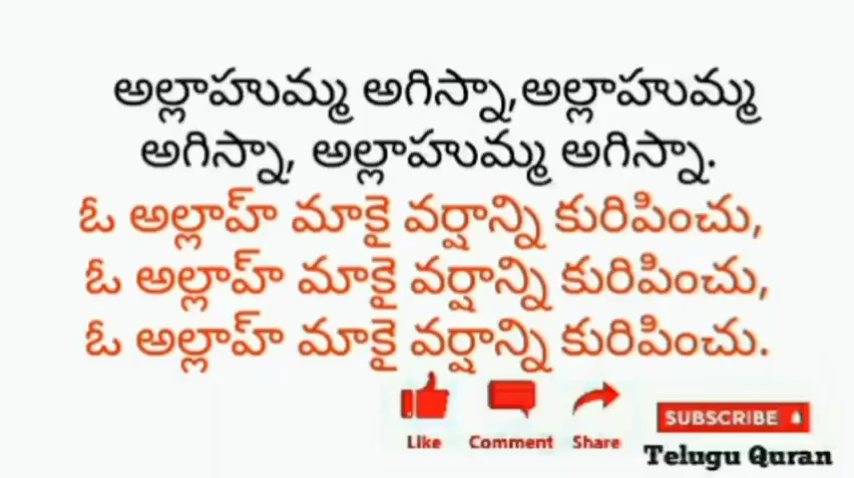 అల్లాహుమ్మ అగిస్నా,అల్లాహుమ్మ
అగిస్నా, అల్లాహుమ్మ అగిస్నా.
ఓ అల్లాహ్ మాకై వర్షాన్ని కురిపించు,
ఓ అల్లాహ్ మాకై వర్షాన్ని కురిపించు,
ఓ అల్లాహ్ మాకై వర్షాన్ని కురిపించు.
Like Comment Share SUBSCRIBE
Telugu Quran